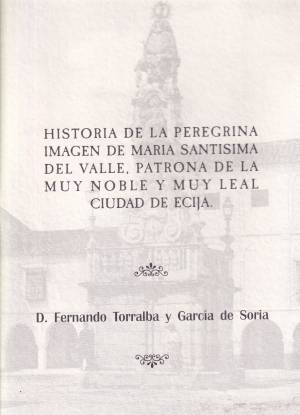 HISTORIA DE LA PEREGRINA
IMAGEN DE MARIA SANTISIMA
DEL VALLE, PATRONA DE LA
MUY NOBLE Y MUY LEAL
CIUDAD DE ECIJA.
D. Fernando Torralba y García de Soria